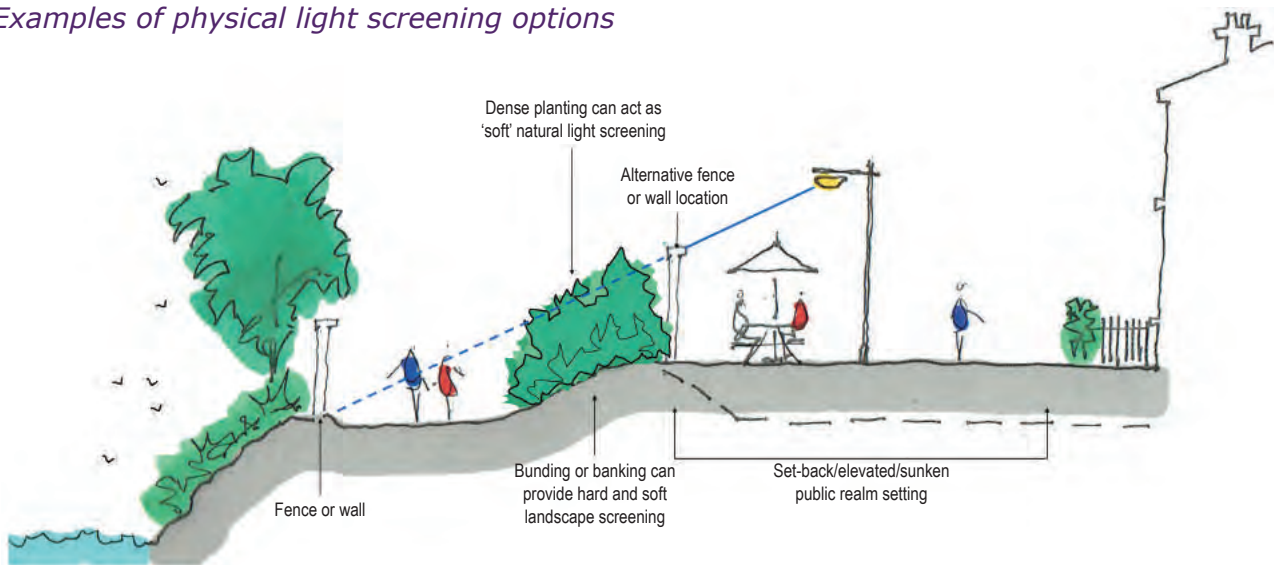 Examples of physical light screening options
Dense planting can act as
‘soft’ natural light screening
Alternative fence
or wall location
Fence or wall
Bunding or banking can
provide hard and soft
landscape screening
Set-back/elevated/sunken
public realm setting